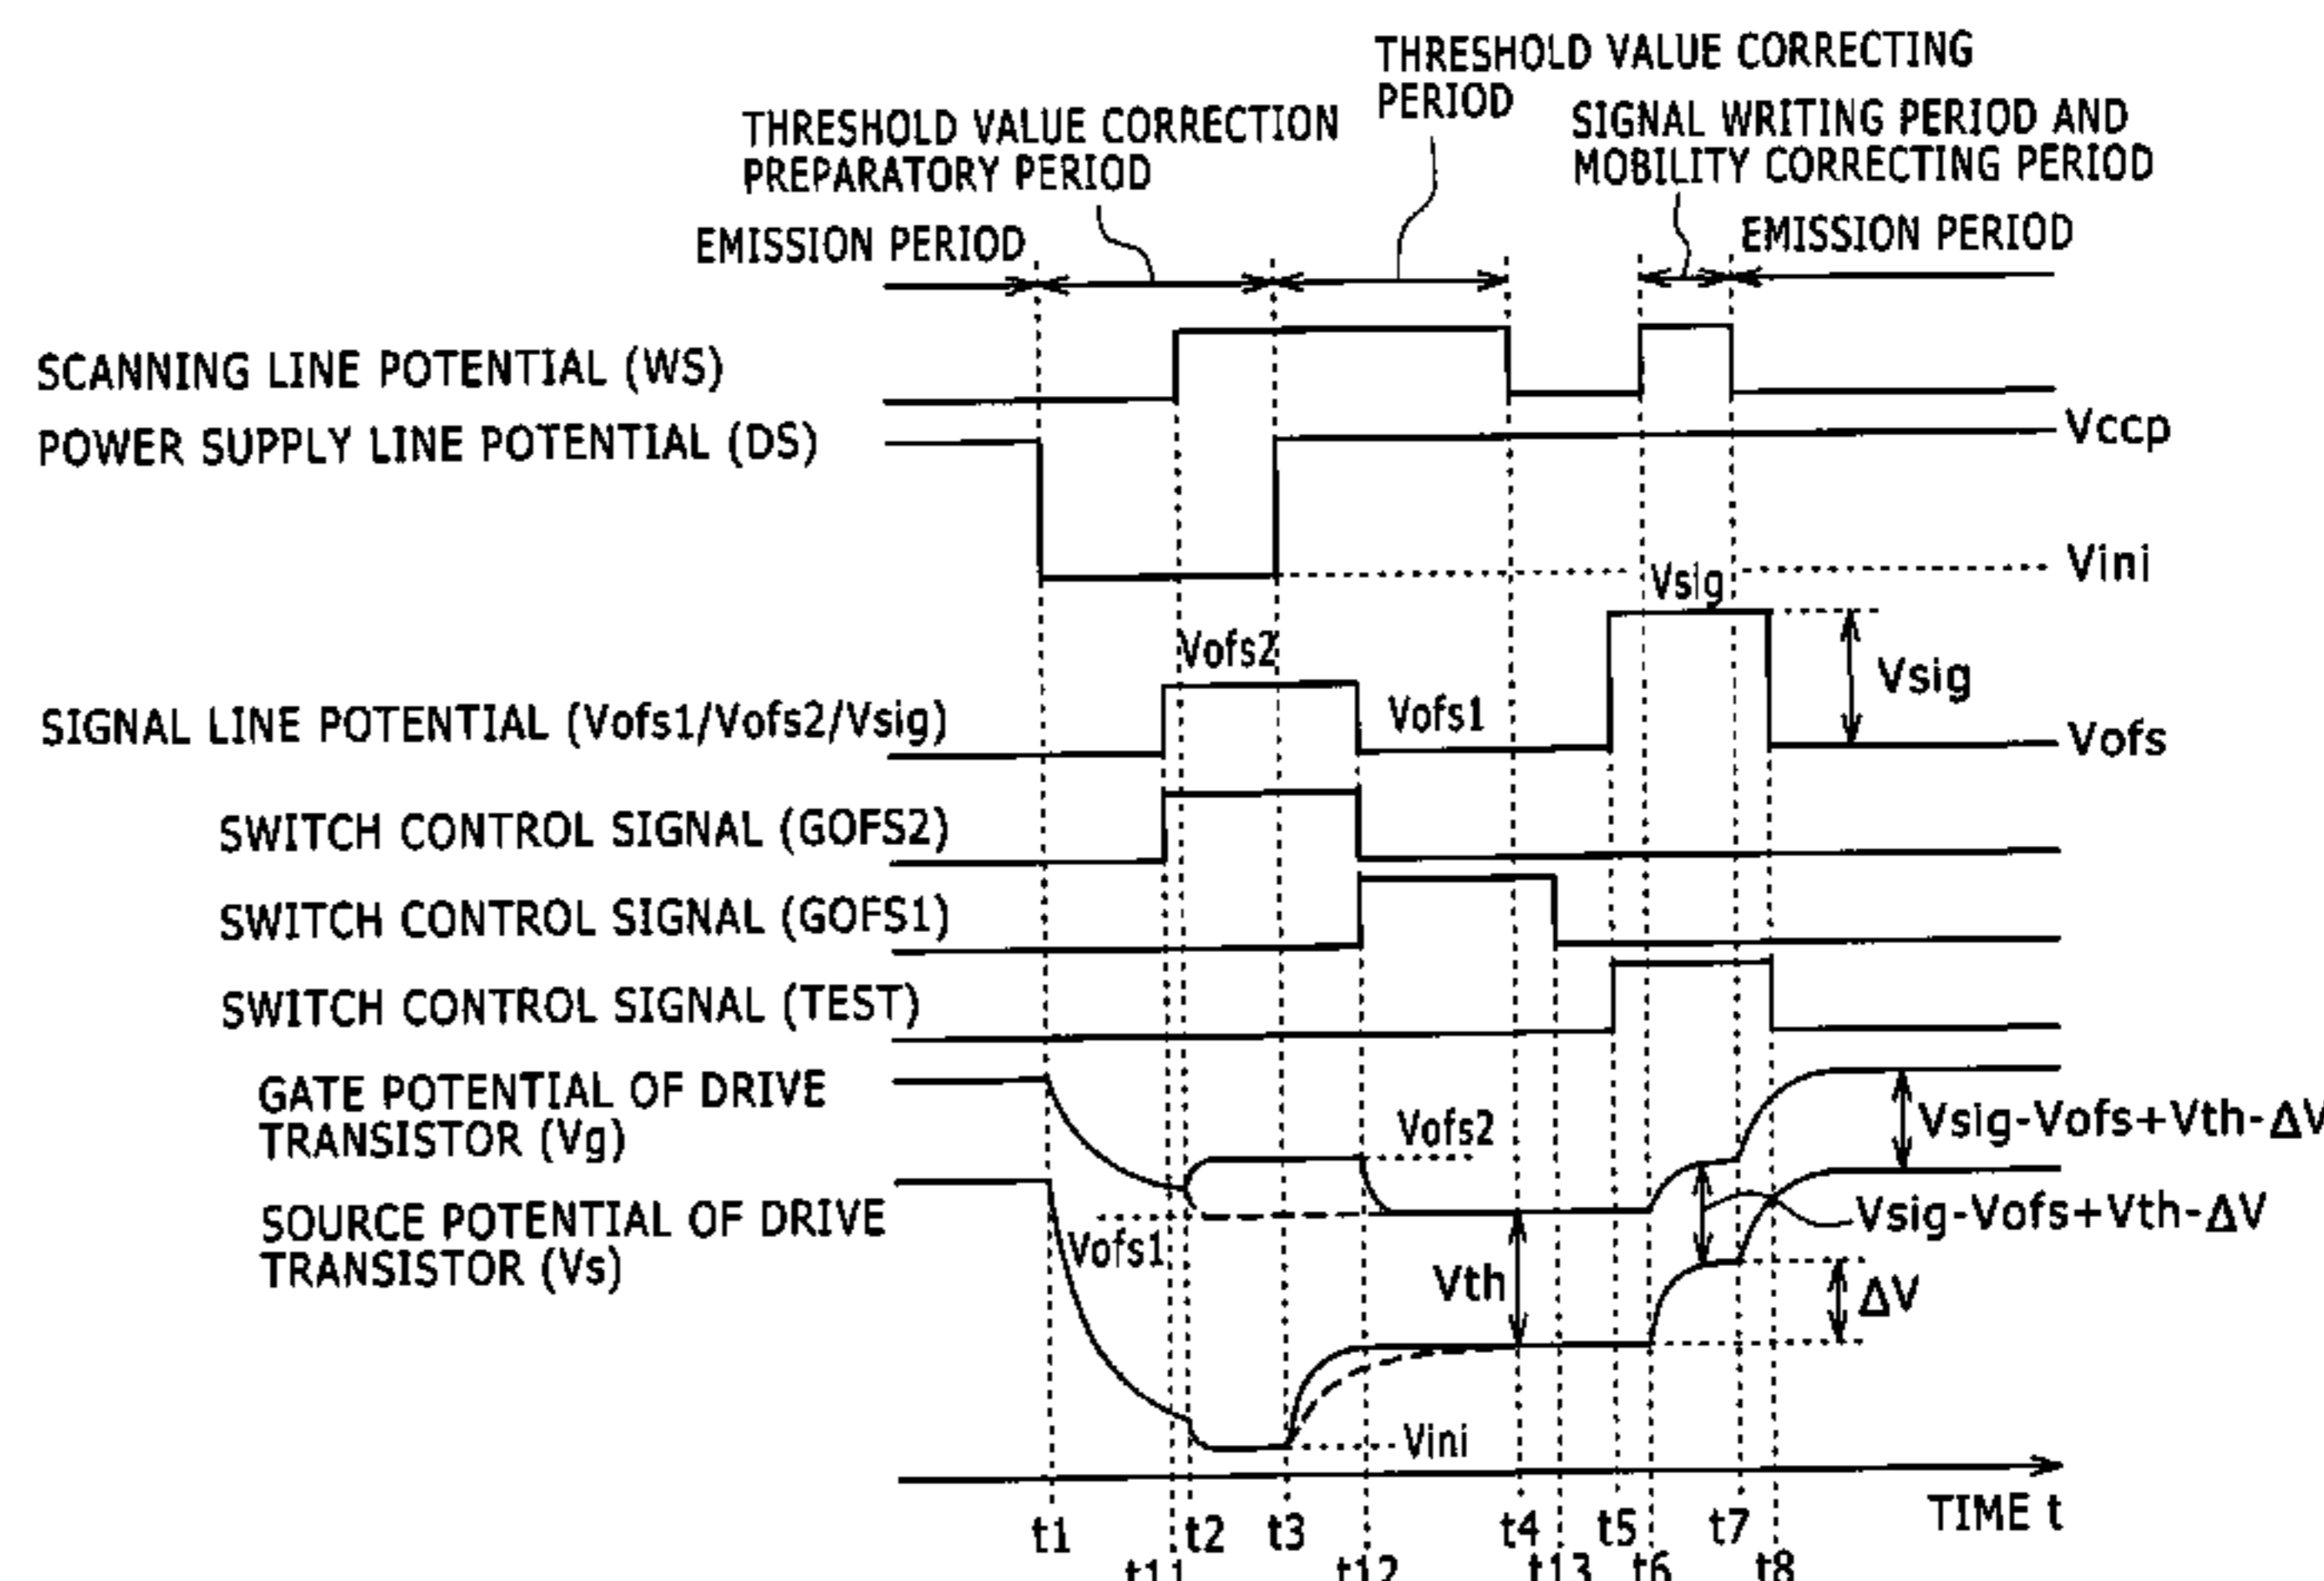 THRESHOLD VALUE CORRECTING
PERIOD
THRESHOLD VALUE CORRECTION
PREPARATORY PERIOD
SIGNAL WRITING PERIOD AND
MOBILITY CORRECTING PERIOD
EMISSION PERIOD
EMISSION PERIOD
SCANNING LINE POTENTIAL (WS)
POWER SUPPLY LINE POTENTIAL (DS)
Vccp
Vini
Vsig
Vofs2
Vsig
SIGNAL LINE POTENTIAL (Vofs1/Vofs2/Vsig)
Vofs1
Vofs
SWITCH CONTROL SIGNAL (GOFS2)
SWITCH CONTROL SIGNAL (GOFS1)
SWITCH CONTROL SIGNAL (TEST)
GATE POTENTIAL OF DRIVE
TRANSISTOR (Vg)
Vofs2
Vsig-Vofs+Vth-ΔV
SOURCE POTENTIAL OF DRIVE
TRANSISTOR (Vs)
Vofs1
Vsig-Vofs+Vth-ΔV
Vth
ΔV
Vini
TIME t
t1 t2 t3 t4 t5 t7
t11 t12 t13 t6 t8